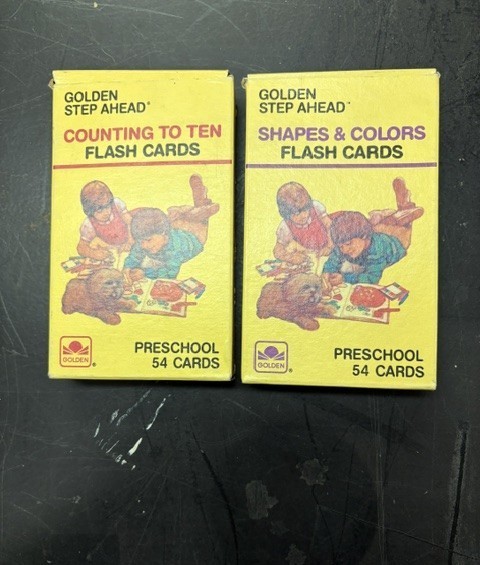 GOLDEN
STEP AHEAD®
COUNTING TO TEN
FLASH CARDS
PRESCHOOL
54 CARDS
GOLDEN®
GOLDEN
STEP AHEAD™
SHAPES & COLORS
FLASH CARDS
PRESCHOOL
54 CARDS
GOLDEN®